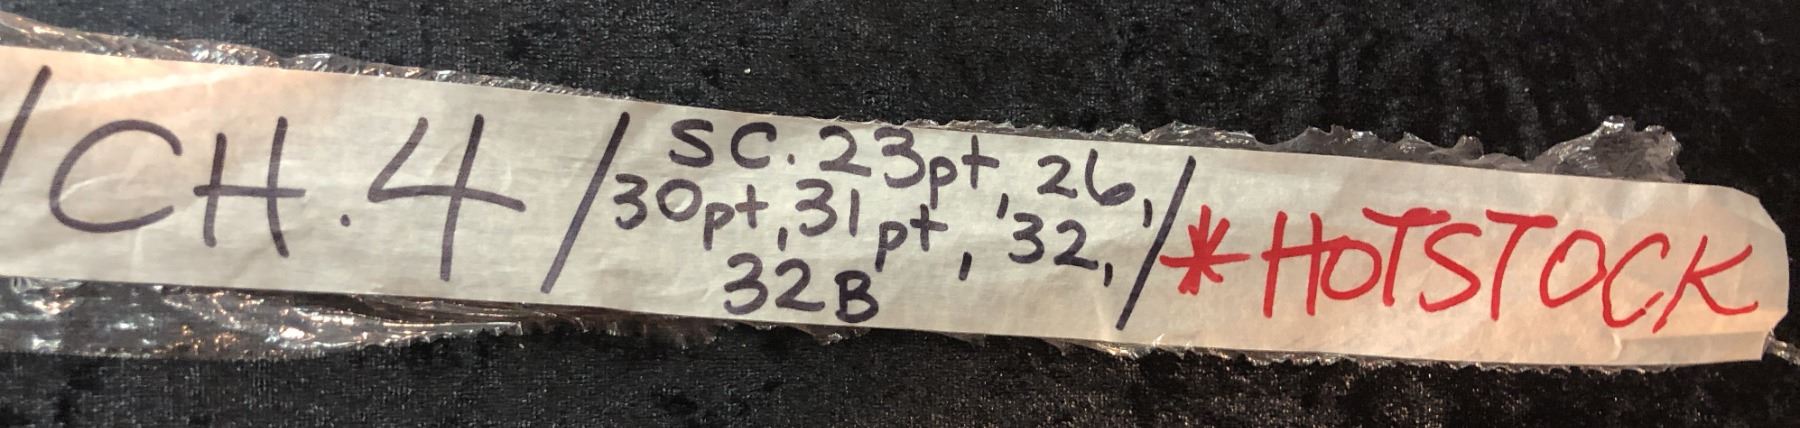 / CH.4 / SC. 23pt, 26,
30pt, 31pt, 32,
32B / *HOTSTOCK